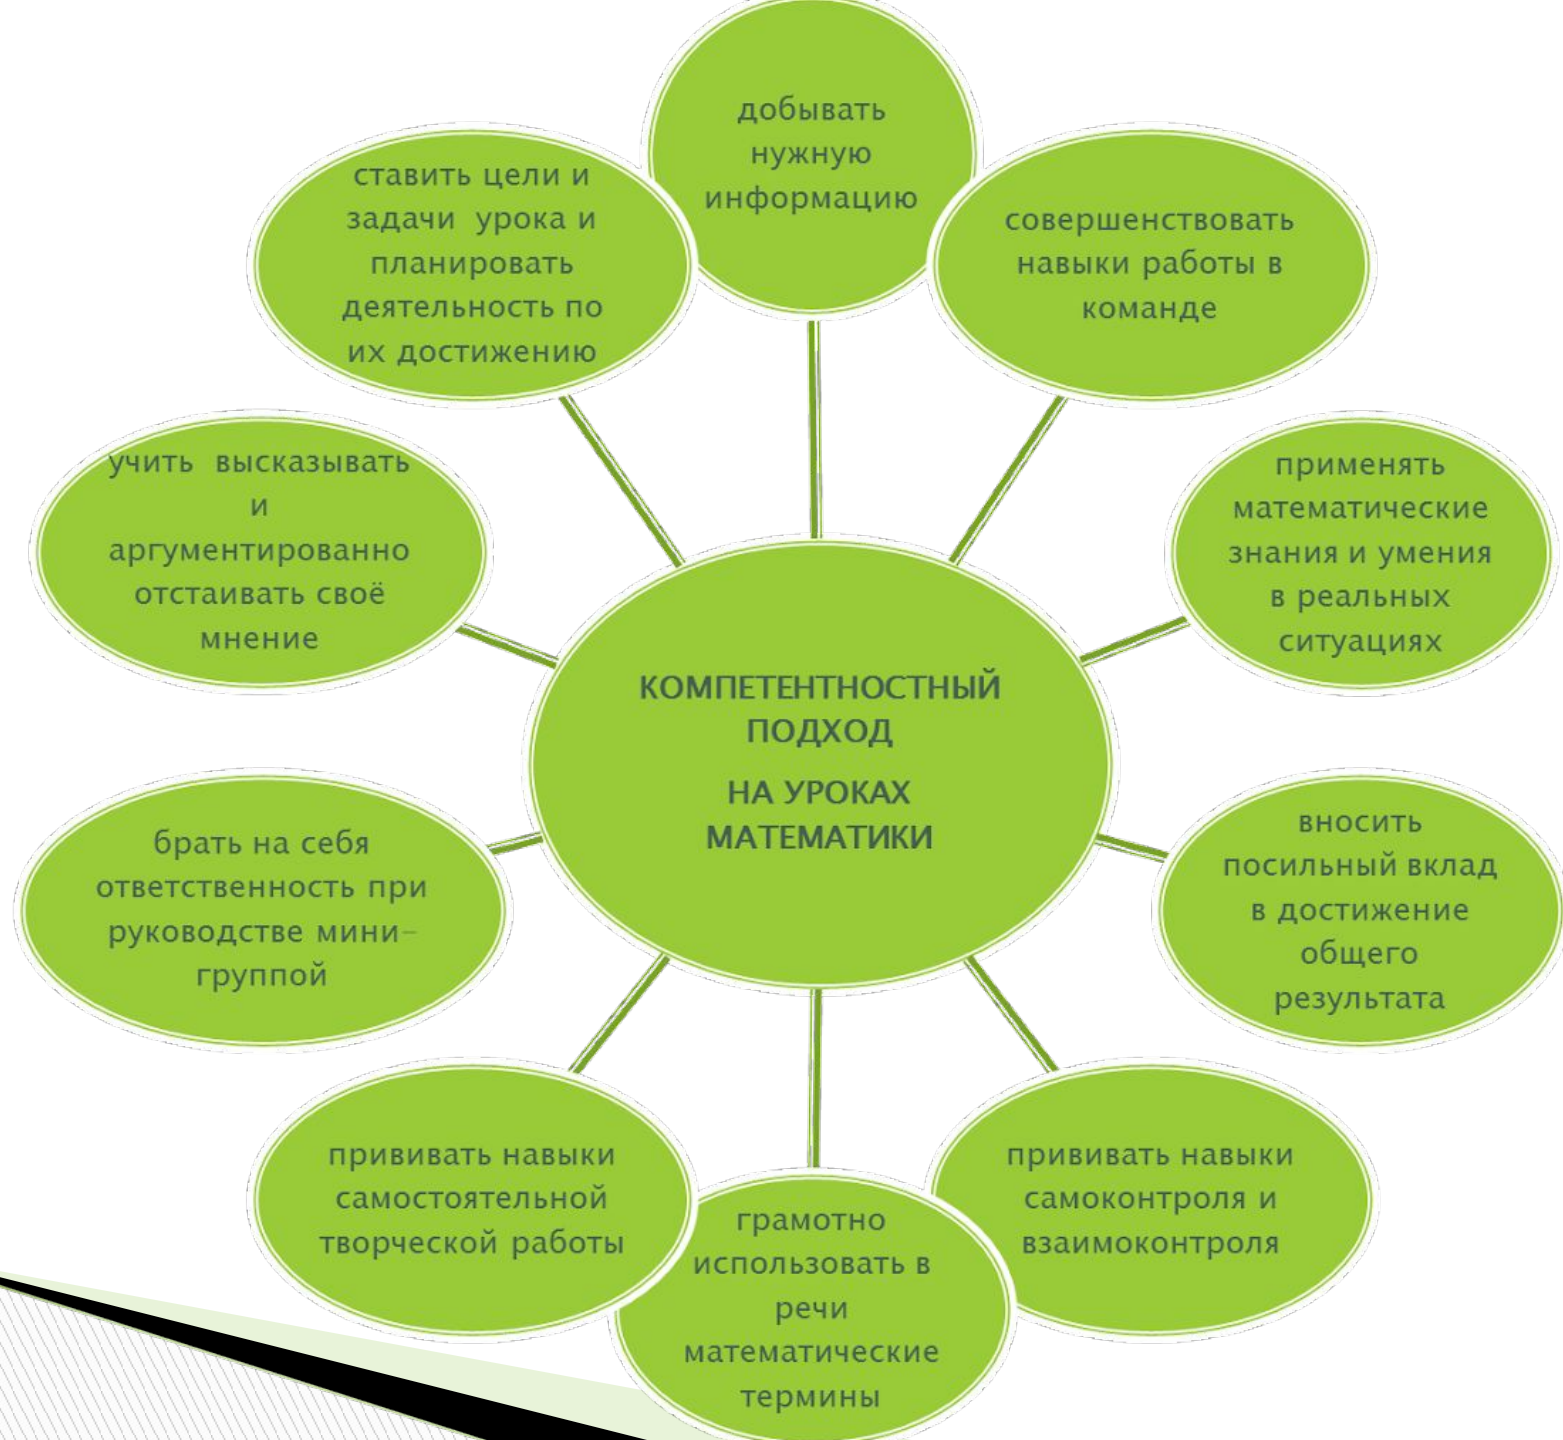 добывать
нужную
информацию
совершенствовать
навыки работы в
команде
применять
математические
знания и умения
в реальных
ситуациях
вносить
посильный вклад
в достижение
общего
результата
прививать навыки
самоконтроля и
взаимоконтроля
грамотно
использовать в
речи
математические
термины
прививать навыки
самостоятельной
творческой работы
брать на себя
ответственность при
руководстве мини-
группой
учить высказывать
и
аргументированно
отстаивать своё
мнение
ставить цели и
задачи урока и
планировать
деятельность по
их достижению
КОМПЕТЕНТНОСТНЫЙ
ПОДХОД
НА УРОКАХ
МАТЕМАТИКИ